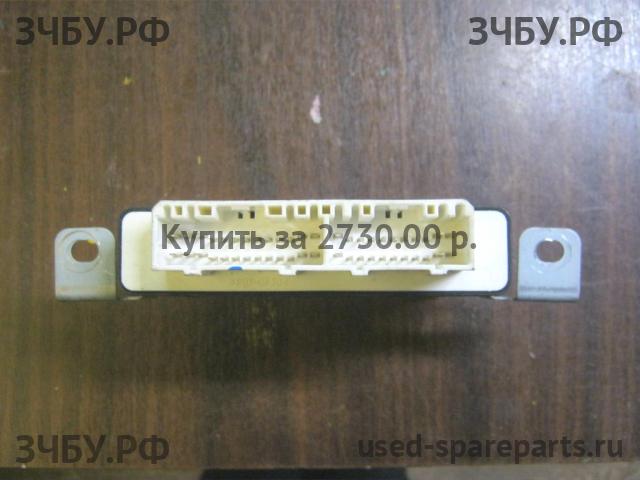 ЗЧБУ.РФ ЗЧБУ.РФ
Купить за 2730.00 р.
ЗЧБУ.РФ used-spareparts.ru